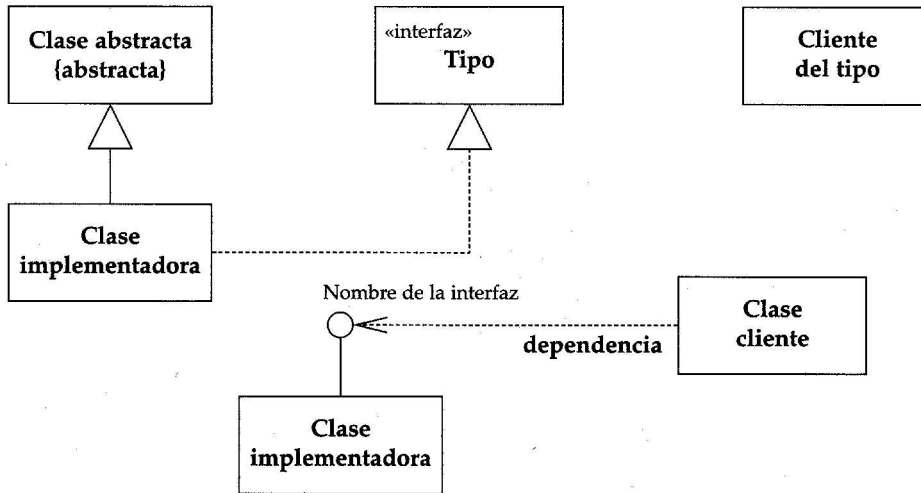 Clase abstracta
{abstracta}
«interfaz»
Tipo
Cliente
del tipo
Clase
implementadora
Nombre de la interfaz
dependencia
Clase
cliente
Clase
implementadora